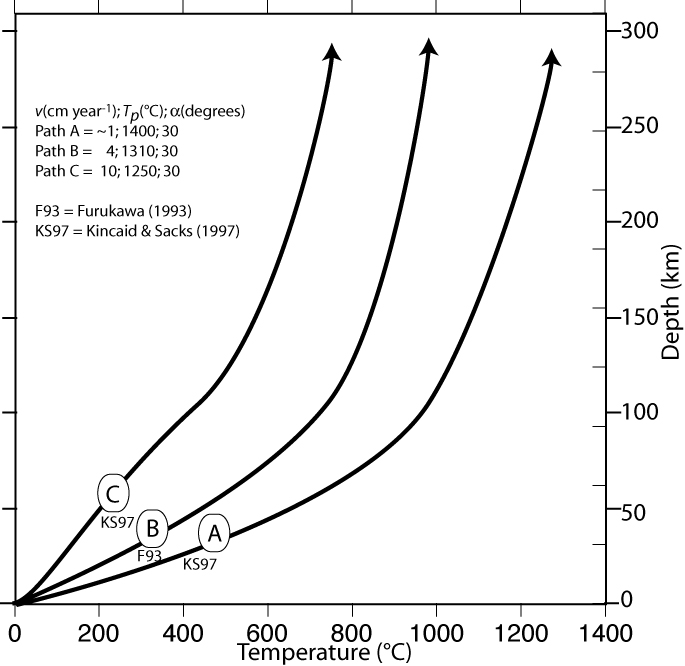 v(cm year-1); Tp(°C); α(degrees)
Path A = ~1; 1400; 30
Path B = 4; 1310; 30
Path C = 10; 1250; 30
F93 = Furukawa (1993)
KS97 = Kincaid & Sacks (1997)
300
250
200
150
100
50
0
Depth (km)
C
KS97
B
F93
A
KS97
0 200 400 600 800 1000 1200 1400
Temperature (°C)